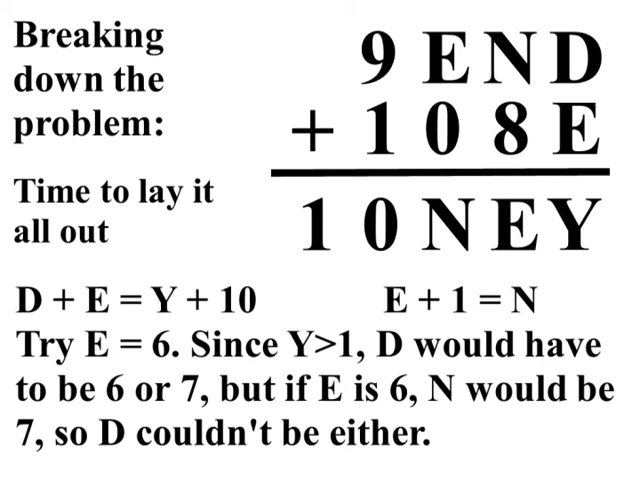 Breaking
down the
problem:
Time to lay it
all out
9 E N D
+ 1 0 8 E
1 0 N E Y
D + E = Y + 10
E + 1 = N
Try E = 6. Since Y>1, D would have
to be 6 or 7, but if E is 6, N would be
7, so D couldn't be either.